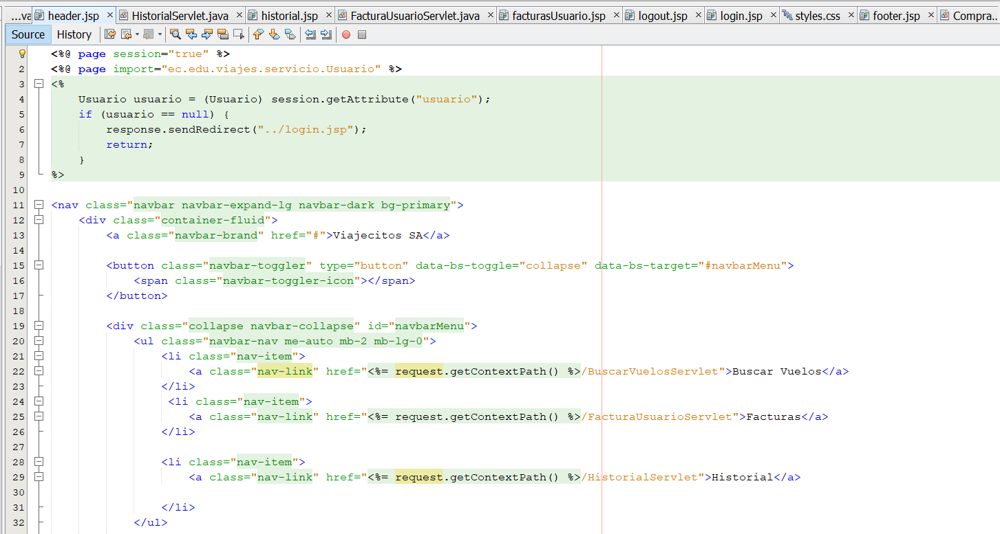 ...va header.jsp × HistorialServlet.java × historial.jsp × FacturaUsuarioServlet.java × facturasUsuario.jsp × logout.jsp × login.jsp × styles.css × footer.jsp × Compra...
Source History
<%@ page session="true" %>
2 <%@ page import="ec.edu.viajes.servicio.Usuario" %>
3 <%
4     Usuario usuario = (Usuario) session.getAttribute("usuario");
5     if (usuario == null) {
6         response.sendRedirect("../login.jsp");
7         return;
8     }
9 %>
10
11 <nav class="navbar navbar-expand-lg navbar-dark bg-primary">
12     <div class="container-fluid">
13         <a class="navbar-brand" href="#">Viajecitos SA</a>
14
15         <button class="navbar-toggler" type="button" data-bs-toggle="collapse" data-bs-target="#navbarMenu">
16             <span class="navbar-toggler-icon"></span>
17         </button>
18
19         <div class="collapse navbar-collapse" id="navbarMenu">
20             <ul class="navbar-nav me-auto mb-2 mb-lg-0">
21                 <li class="nav-item">
22                     <a class="nav-link" href="<%= request.getContextPath() %>/BuscarVuelosServlet">Buscar Vuelos</a>
23                 </li>
24                  <li class="nav-item">
25                     <a class="nav-link" href="<%= request.getContextPath() %>/FacturaUsuarioServlet">Facturas</a>
26                 </li>
27
28                 <li class="nav-item">
29                     <a class="nav-link" href="<%= request.getContextPath() %>/HistorialServlet">Historial</a>
30
31                 </li>
32             </ul>